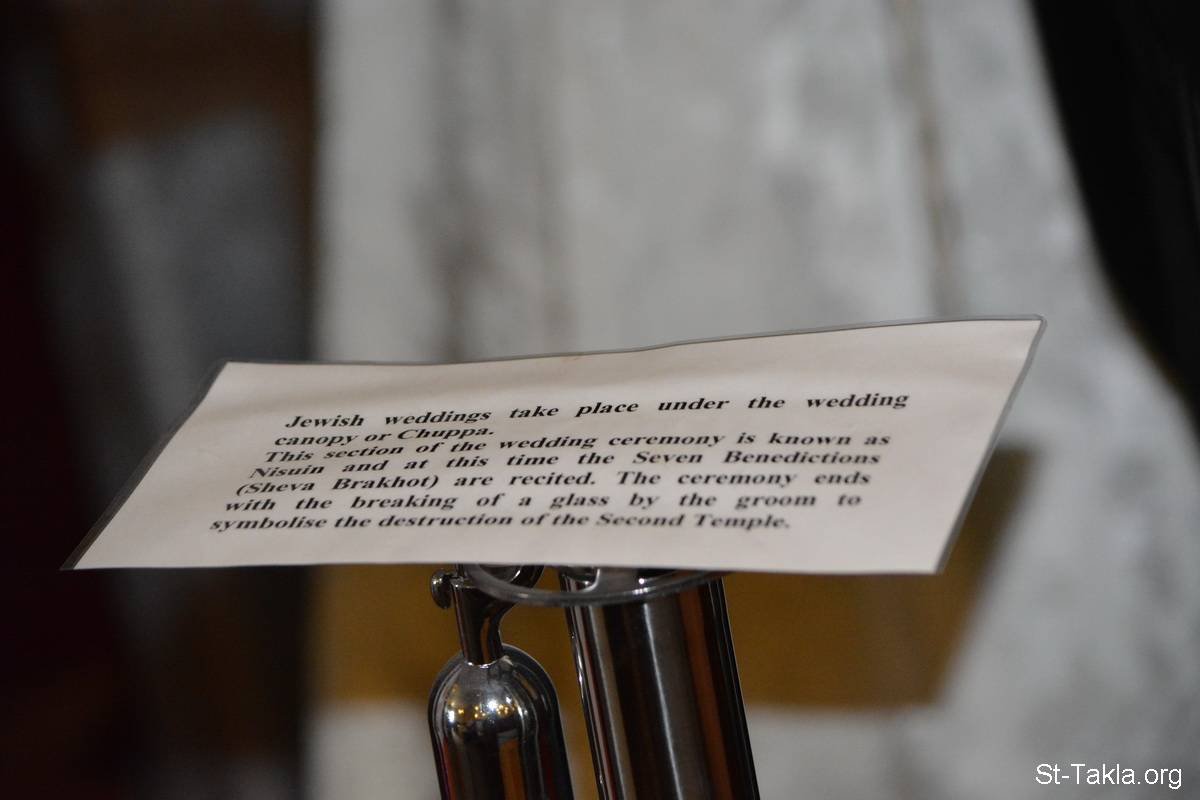 Jewish weddings take place under the wedding
canopy or Chuppa.
This section of the wedding ceremony is known as
Nisuin and at this time the Seven Benedictions
(Sheva Brakhot) are recited. The ceremony ends
with the breaking of a glass by the groom to
symbolise the destruction of the Second Temple.
St-Takla.org